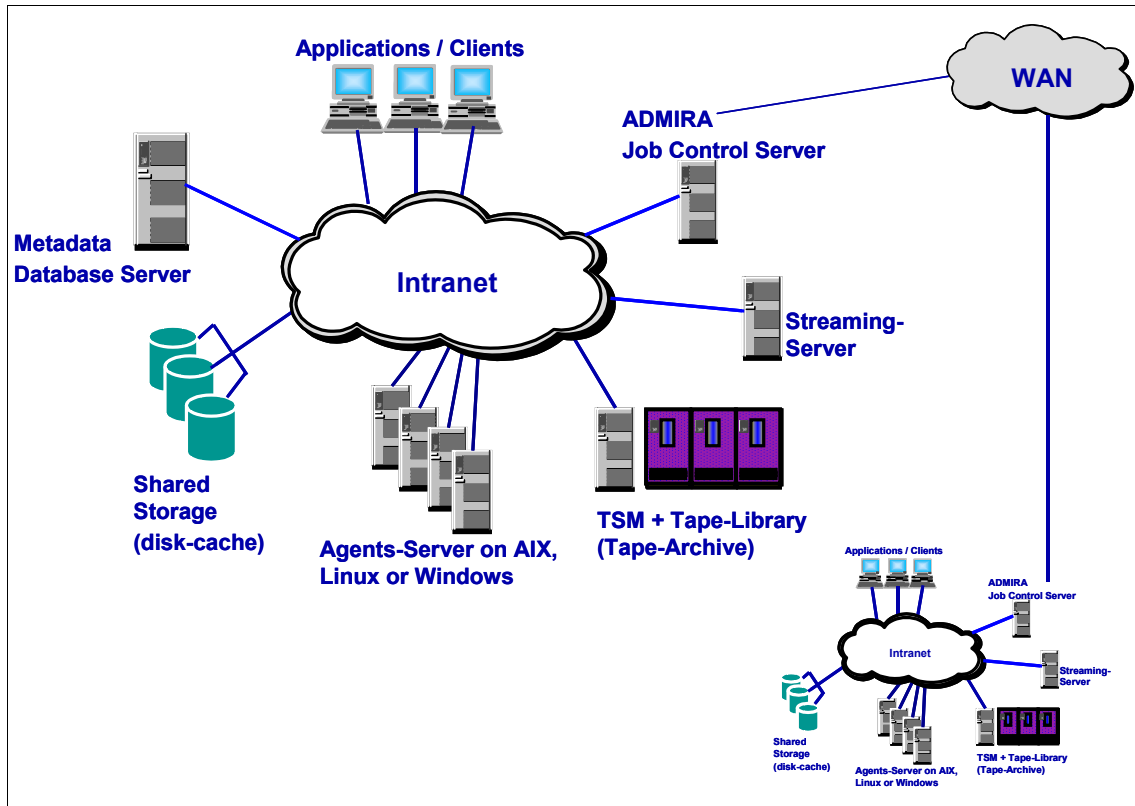 Applications / Clients
WAN
ADMIRA
Job Control Server
Metadata
Database Server
Intranet
Streaming-
Server
Shared
Storage
(disk-cache)
Agents-Server on AIX,
Linux or Windows
TSM + Tape-Library
(Tape-Archive)
Applications / Clients
ADMIRA
Job Control Server
Intranet
Streaming-
Server
Shared
Storage
(disk-cache)
Agents-Server on AIX,
Linux or Windows
TSM + Tape-Library
(Tape-Archive)